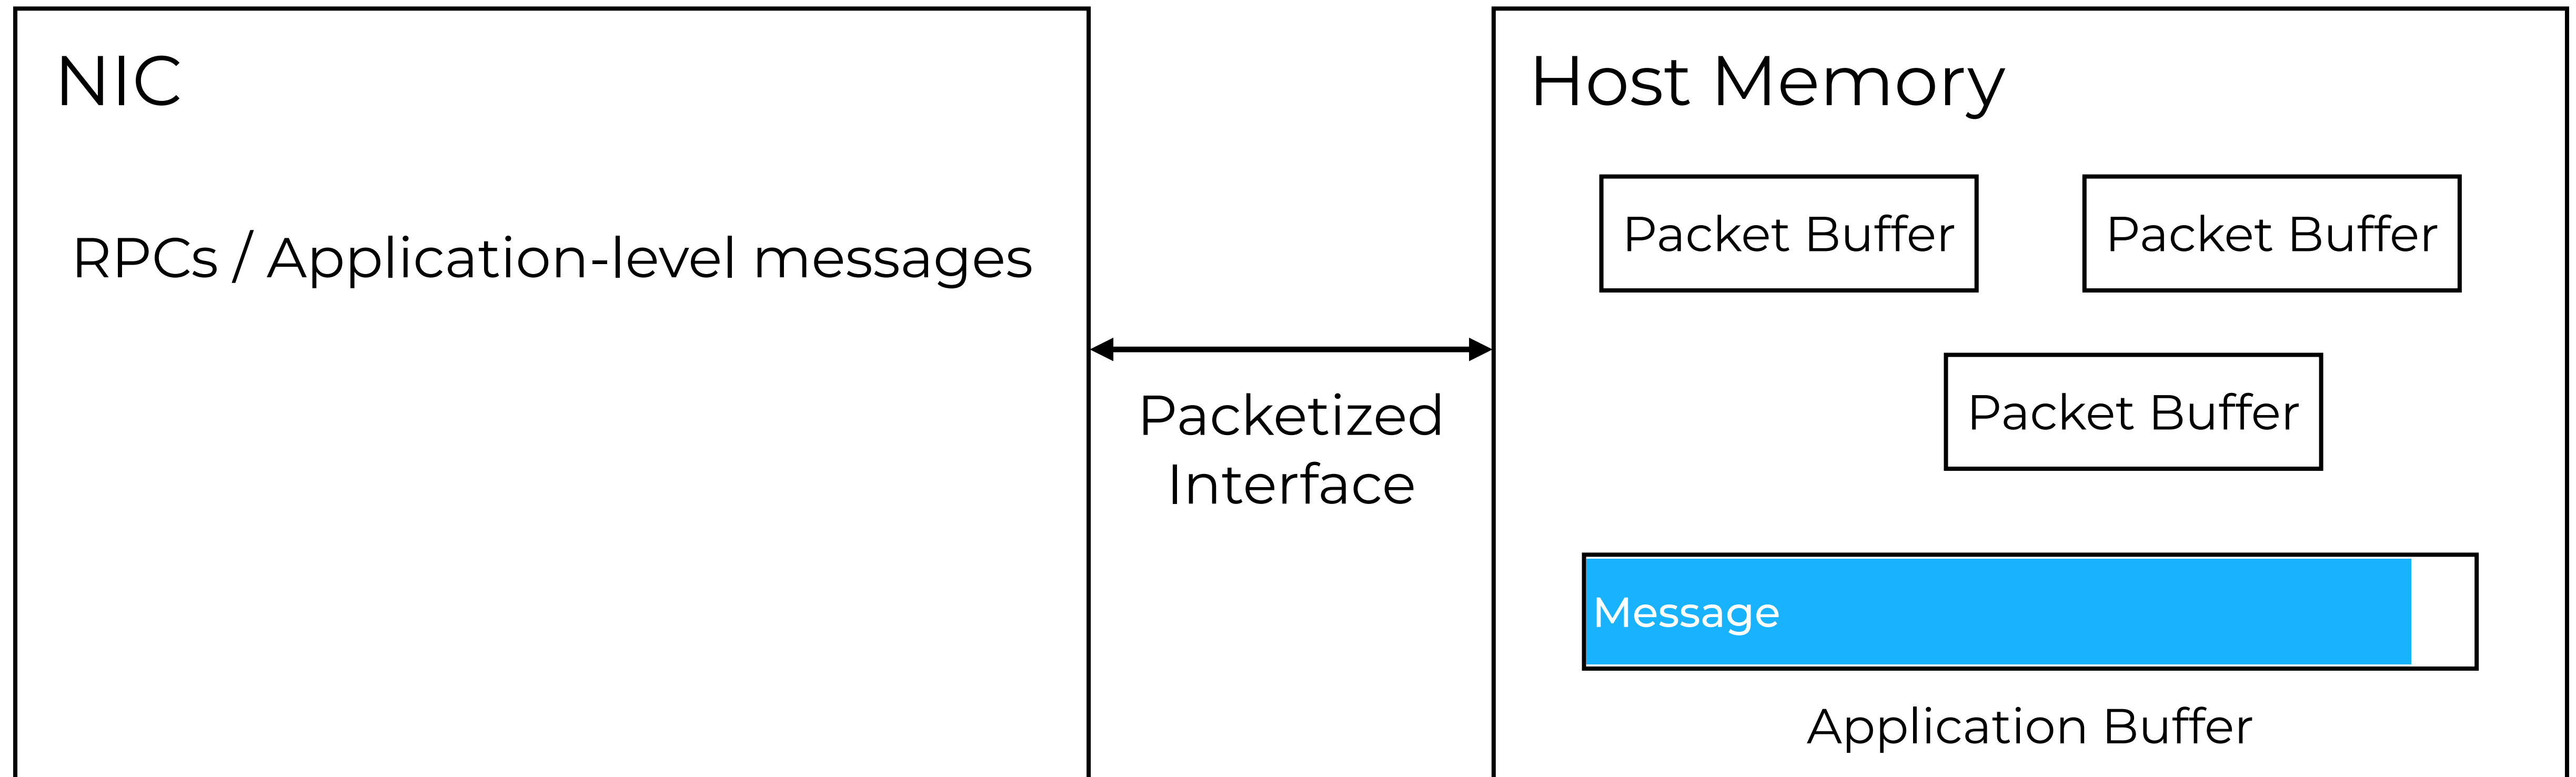 NIC
RPCs / Application-level messages
Packetized
Interface
Host Memory
Packet Buffer
Packet Buffer
Packet Buffer
Message
Application Buffer